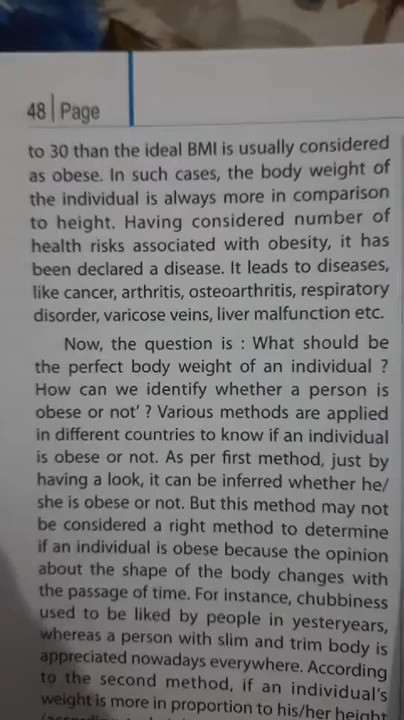 48 | Page
to 30 than the ideal BMI is usually considered
as obese. In such cases, the body weight of
the individual is always more in comparison
to height. Having considered number of
health risks associated with obesity, it has
been declared a disease. It leads to diseases,
like cancer, arthritis, osteoarthritis, respiratory
disorder, varicose veins, liver malfunction etc.
Now, the question is : What should be
the perfect body weight of an individual ?
How can we identify whether a person is
obese or not' ? Various methods are applied
in different countries to know if an individual
is obese or not. As per first method, just by
having a look, it can be inferred whether he/
she is obese or not. But this method may not
be considered a right method to determine
if an individual is obese because the opinion
about the shape of the body changes with
the passage of time. For instance, chubbiness
used to be liked by people in yesteryears,
whereas a person with slim and trim body is
appreciated nowadays everywhere. According
to the second method, if an individual's
weight is more in proportion to his/her height